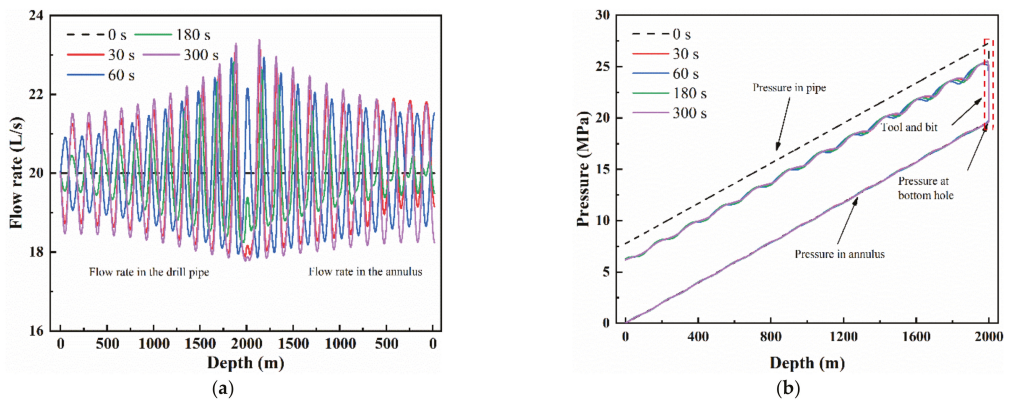 24
22
20
18
16
Flow rate (L/s)
0 s
180 s
30 s
300 s
60 s
Flow rate in the drill pipe
Flow rate in the annulus
0 500 1000 1500 2000 1500 1000 500 0
Depth (m)
(a)
30
25
20
15
10
5
0
Pressure (MPa)
0 s
30 s
60 s
180 s
300 s
Pressure in pipe
Tool and bit
Pressure at
bottom hole
Pressure in annulus
0 400 800 1200 1600 2000
Depth (m)
(b)